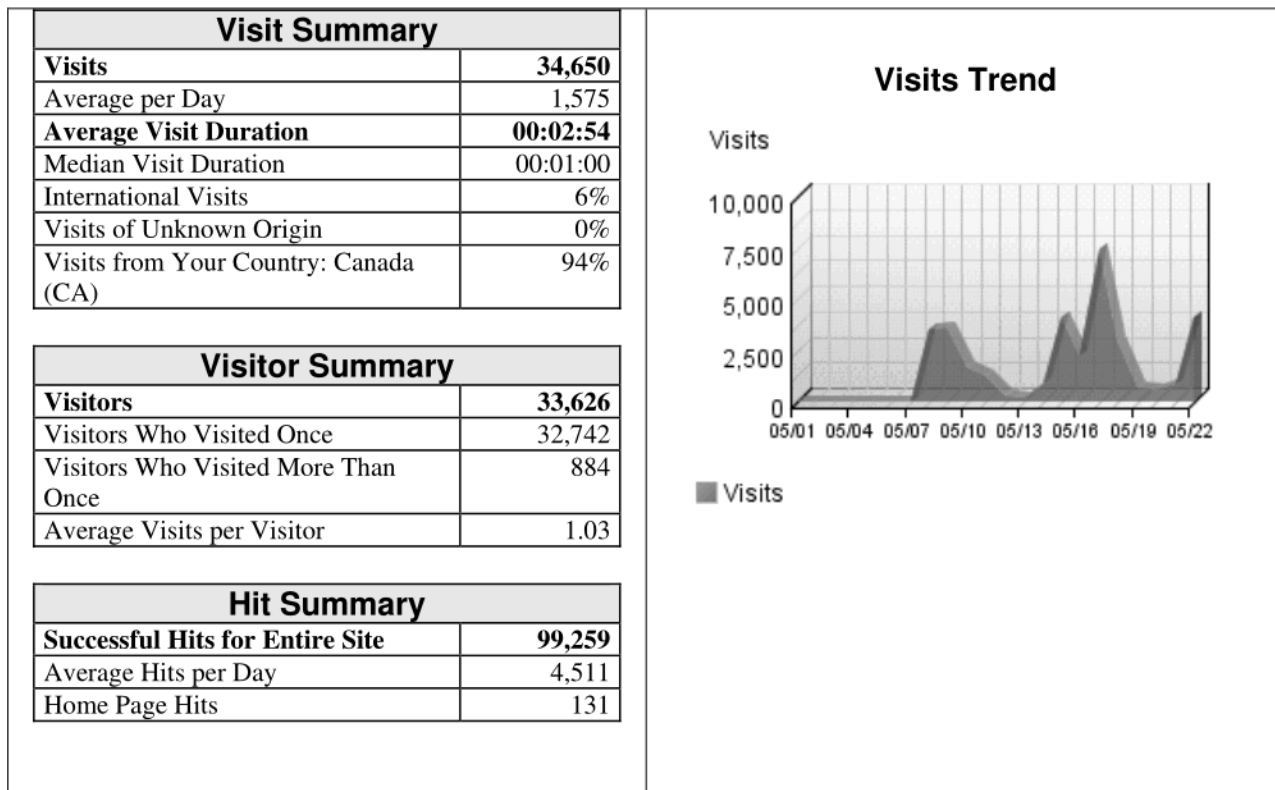 Visit Summary
Visits 34,650
Average per Day 1,575
Average Visit Duration 00:02:54
Median Visit Duration 00:01:00
International Visits 6%
Visits of Unknown Origin 0%
Visits from Your Country: Canada 94%
(CA)
Visitor Summary
Visitors 33,626
Visitors Who Visited Once 32,742
Visitors Who Visited More Than 884
Once
Average Visits per Visitor 1.03
Hit Summary
Successful Hits for Entire Site 99,259
Average Hits per Day 4,511
Home Page Hits 131
Visits Trend
Visits
10,000
7,500
5,000
2,500
0
05/01 05/04 05/07 05/10 05/13 05/16 05/19 05/22
Visits